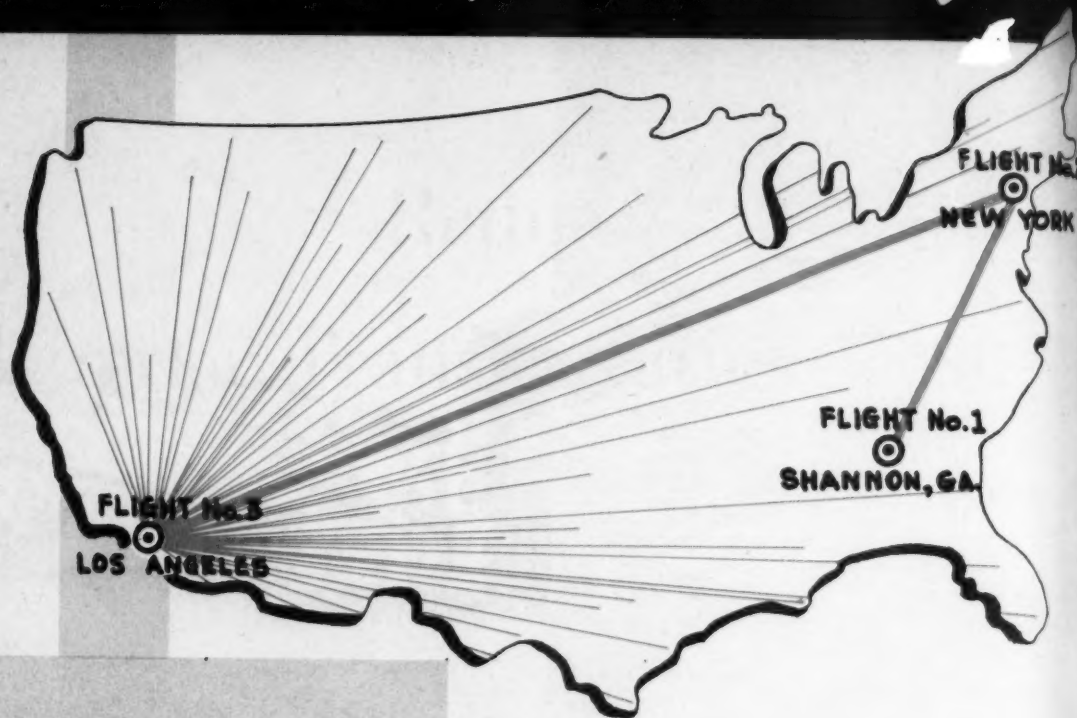 FLIGHT No.
NEW YORK
FLIGHT No.1
SHANNON, GA.
FLIGHT No.3
LOS ANGELES